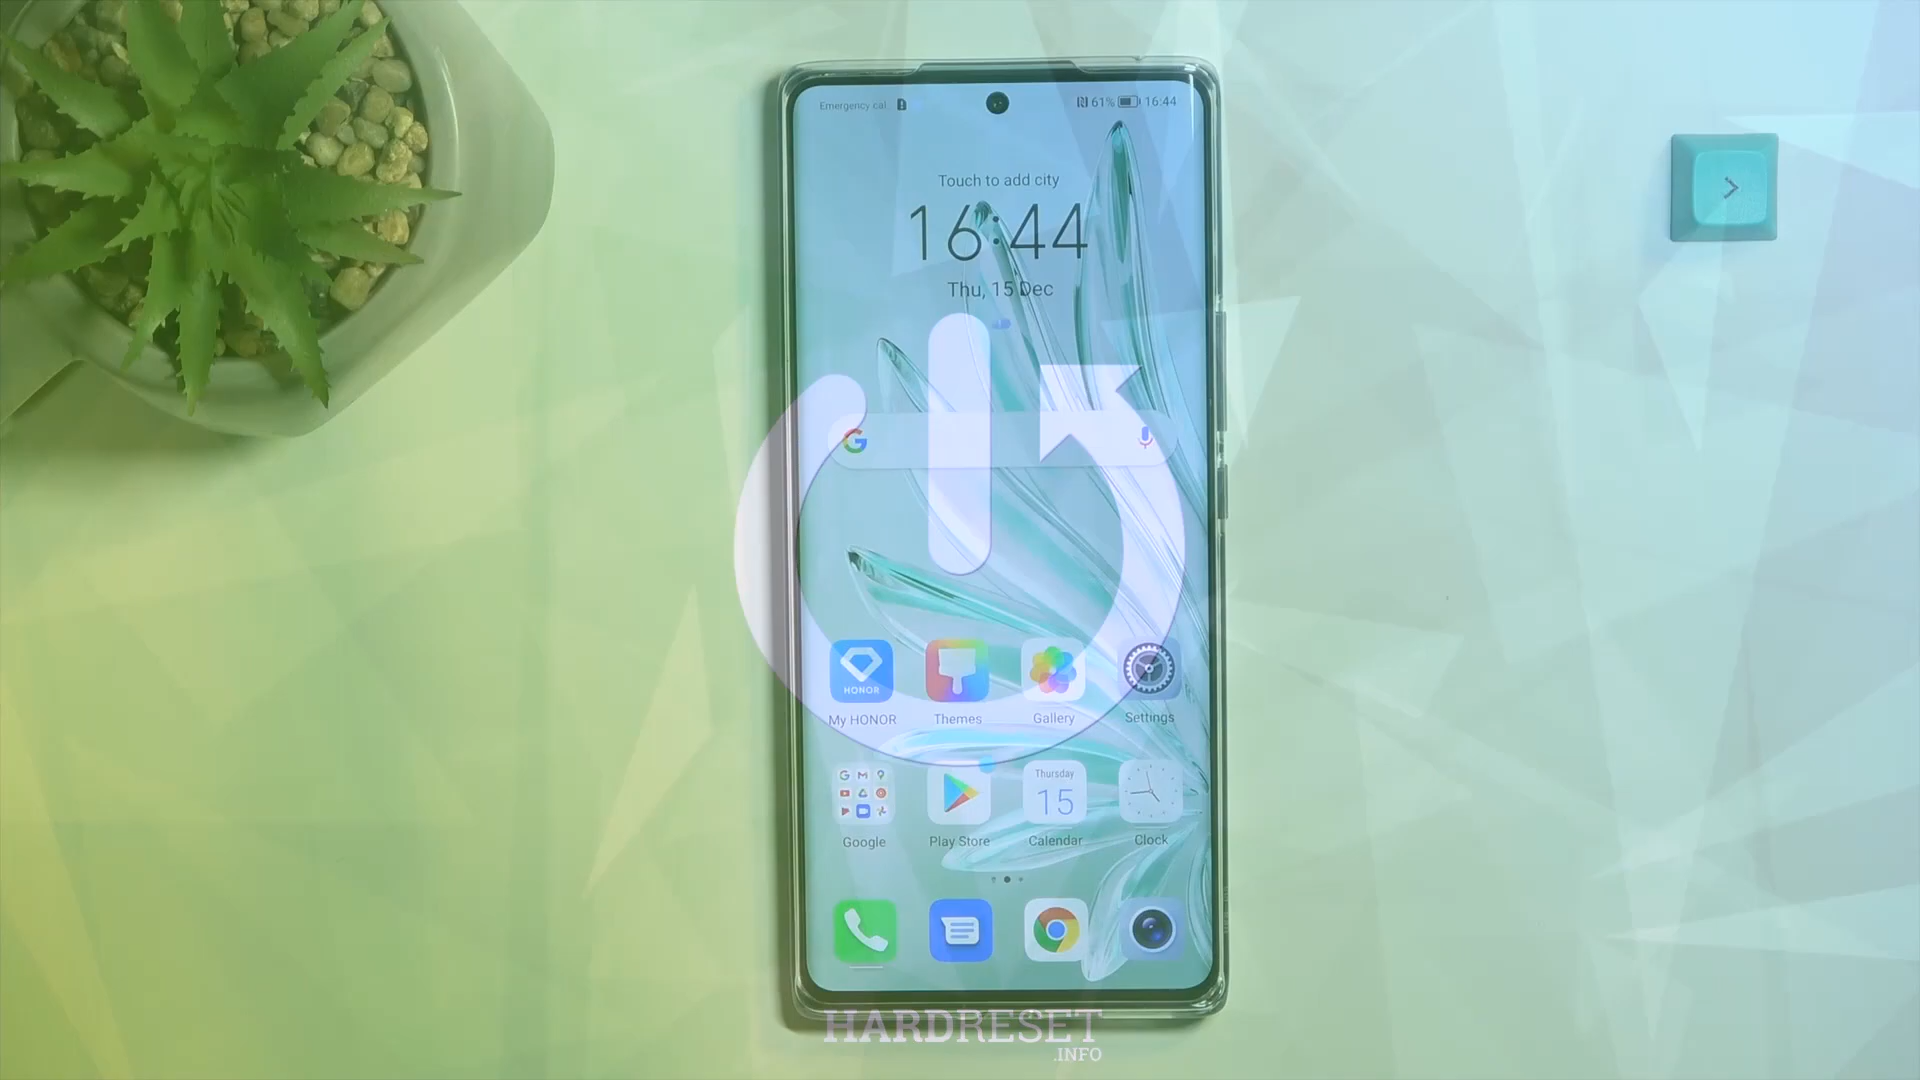 Emergency cal
61% 16:44
Touch to add city
16:44
Thu, 15 Dec
HONOR
My HONOR Themes Gallery Settings
Thursday
15
Google Play Store Calendar Clock
HARDRESET
.INFO